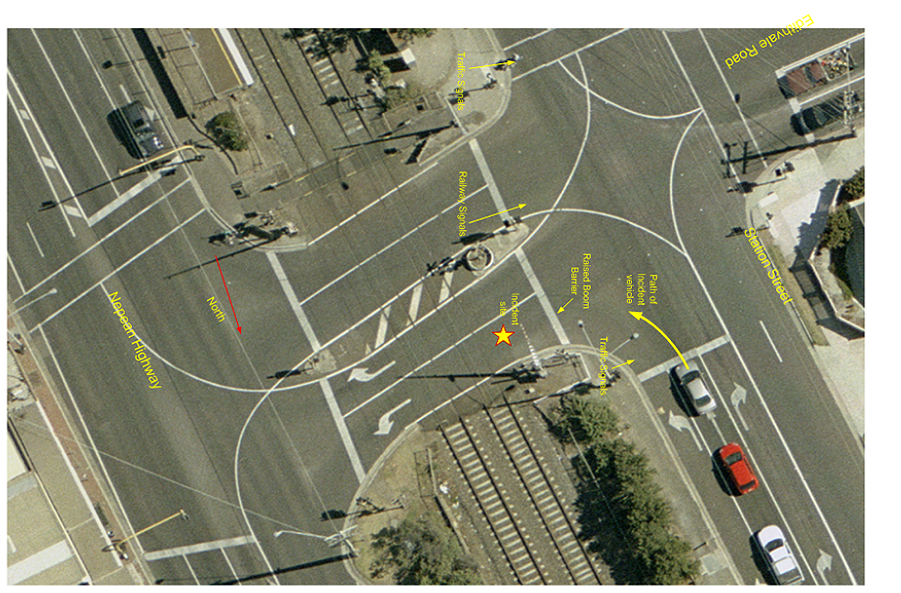 Edithvale Road
Traffic Signals
Railway Signals
Station Street
Raised Boom
Barrier
Path of
Incident
vehicle
North
Nepean Highway
Incident
site
Traffic Signals